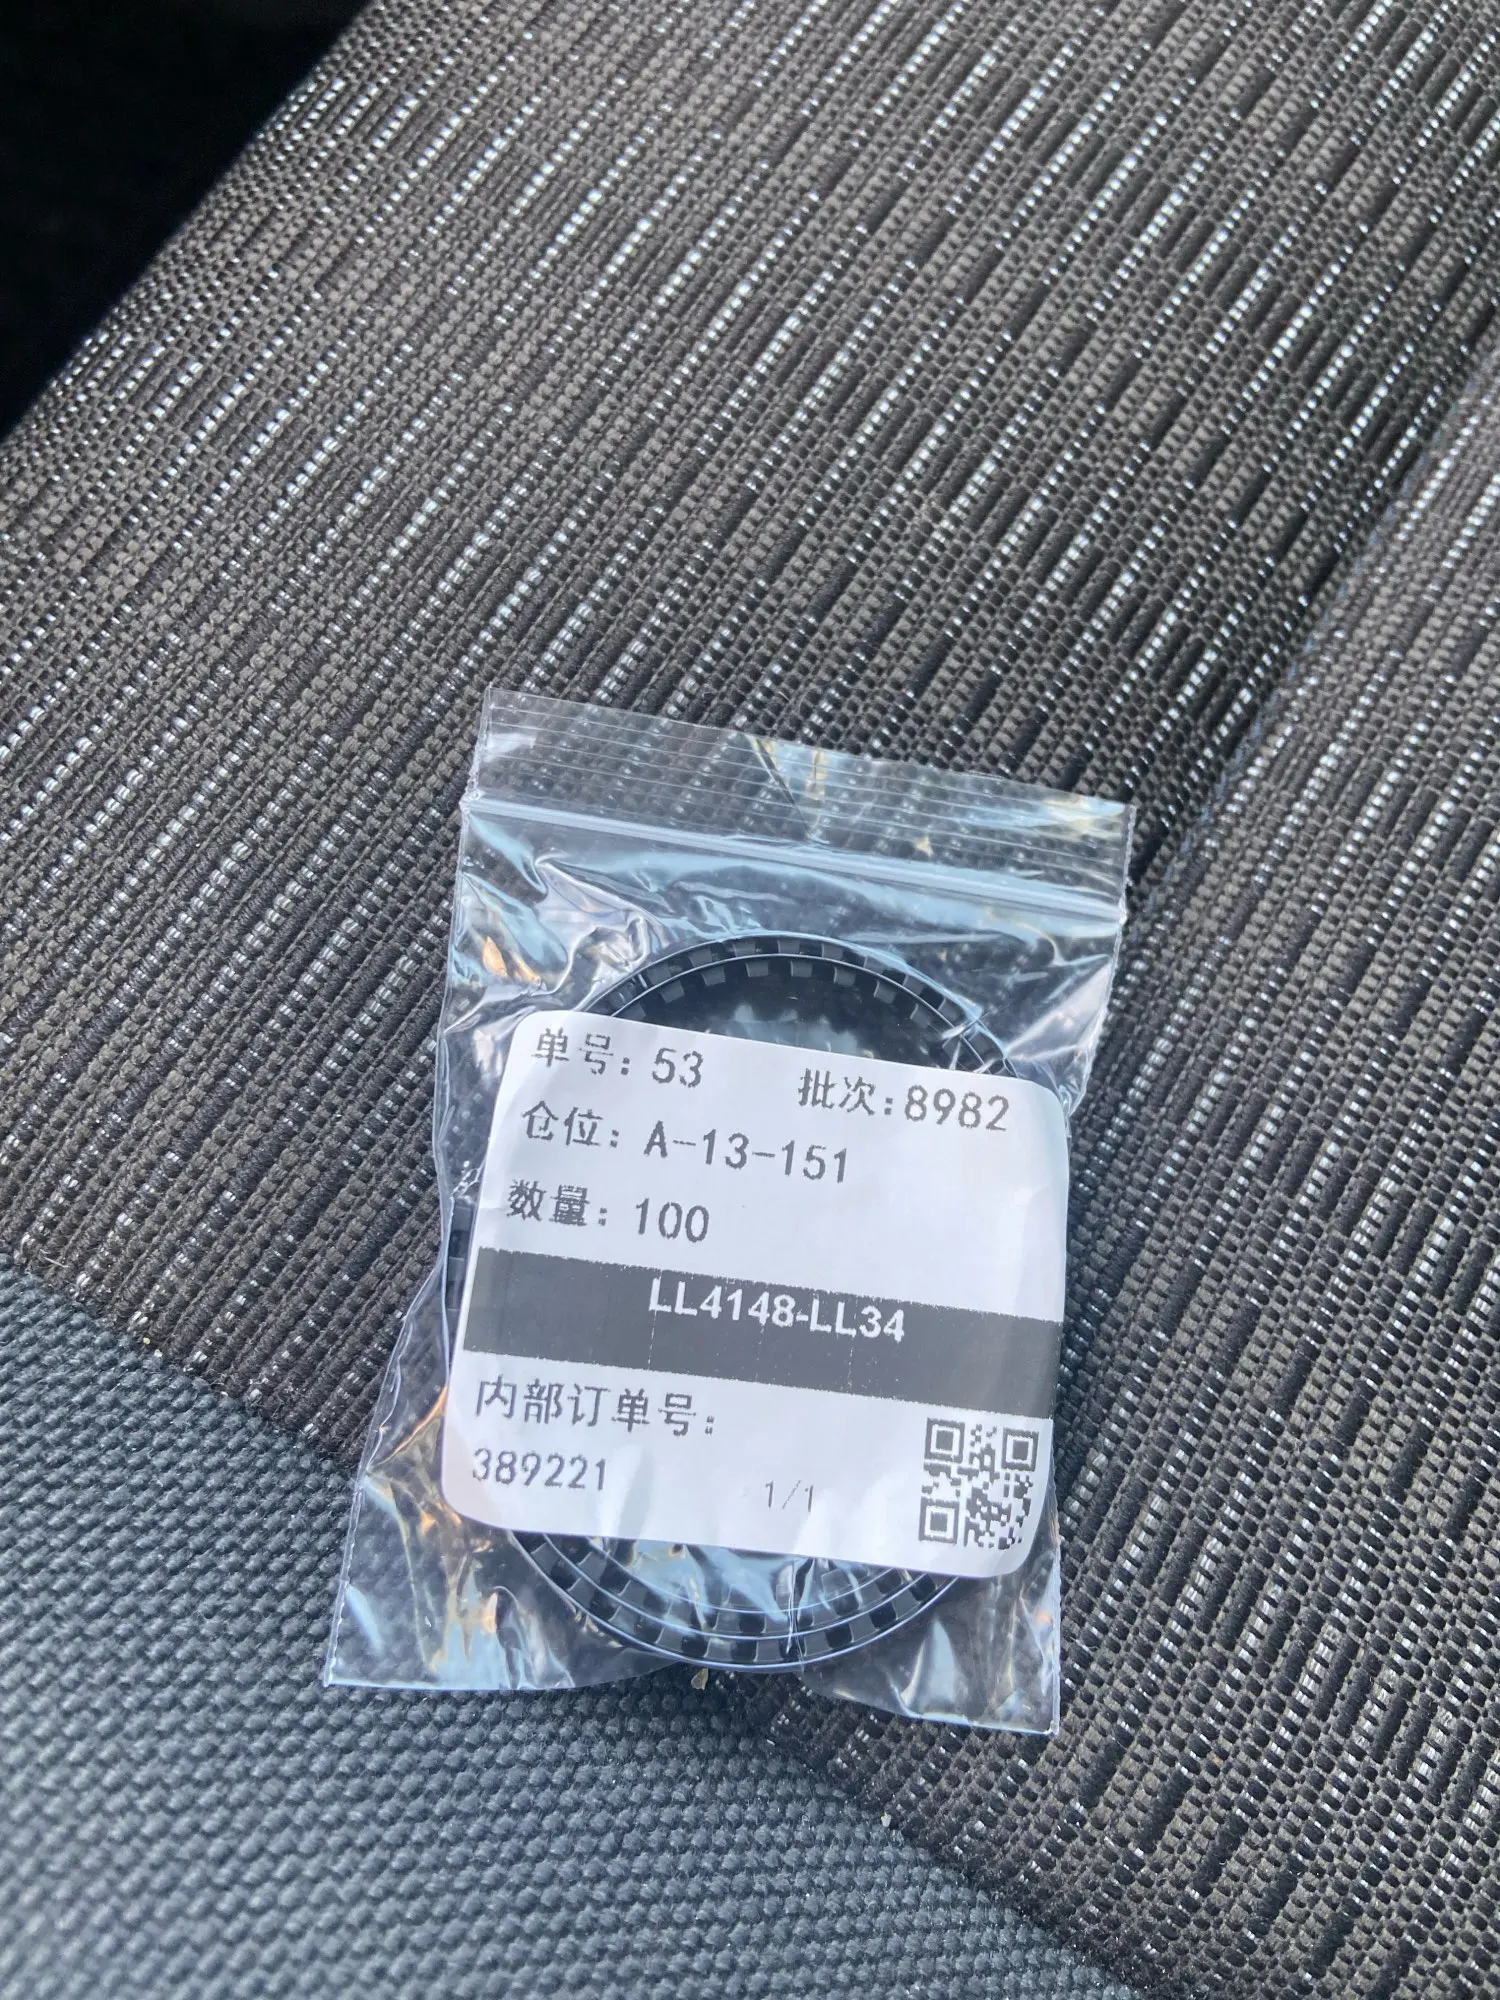 单号: 53 批次:8982
仓位: A-13-151
数量: 100
LL4148-LL34
内部订单号:
389221 1/1